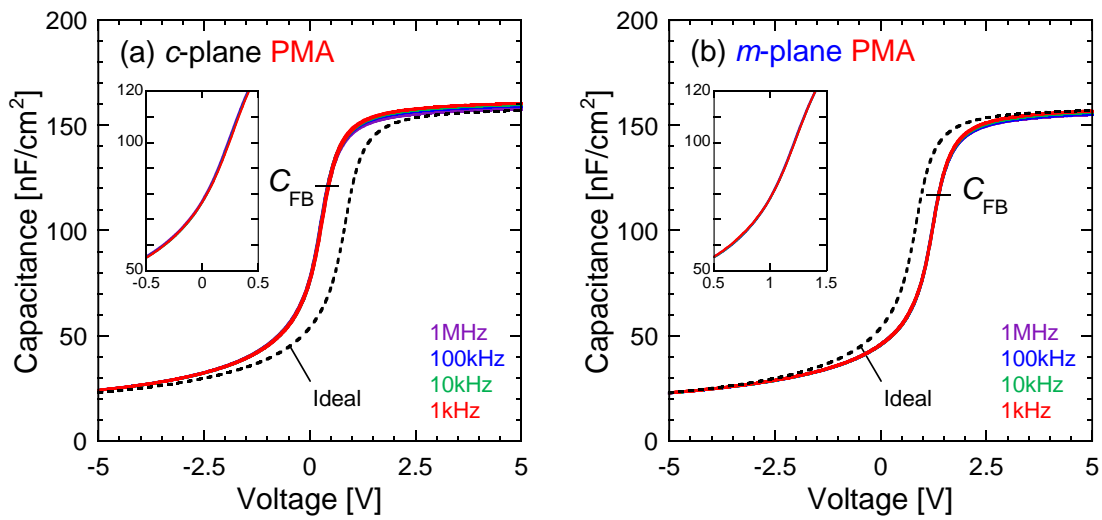 (a) c-plane PMA
Capacitance [nF/cm²]
200
150
100
50
0
120
100
50
-0.5
0
0.5
C_FB
Ideal
1MHz
100kHz
10kHz
1kHz
-5
-2.5
0
2.5
5
Voltage [V]
(b) m-plane PMA
Capacitance [nF/cm²]
200
150
100
50
0
120
100
50
0.5
1
1.5
C_FB
Ideal
1MHz
100kHz
10kHz
1kHz
-5
-2.5
0
2.5
5
Voltage [V]